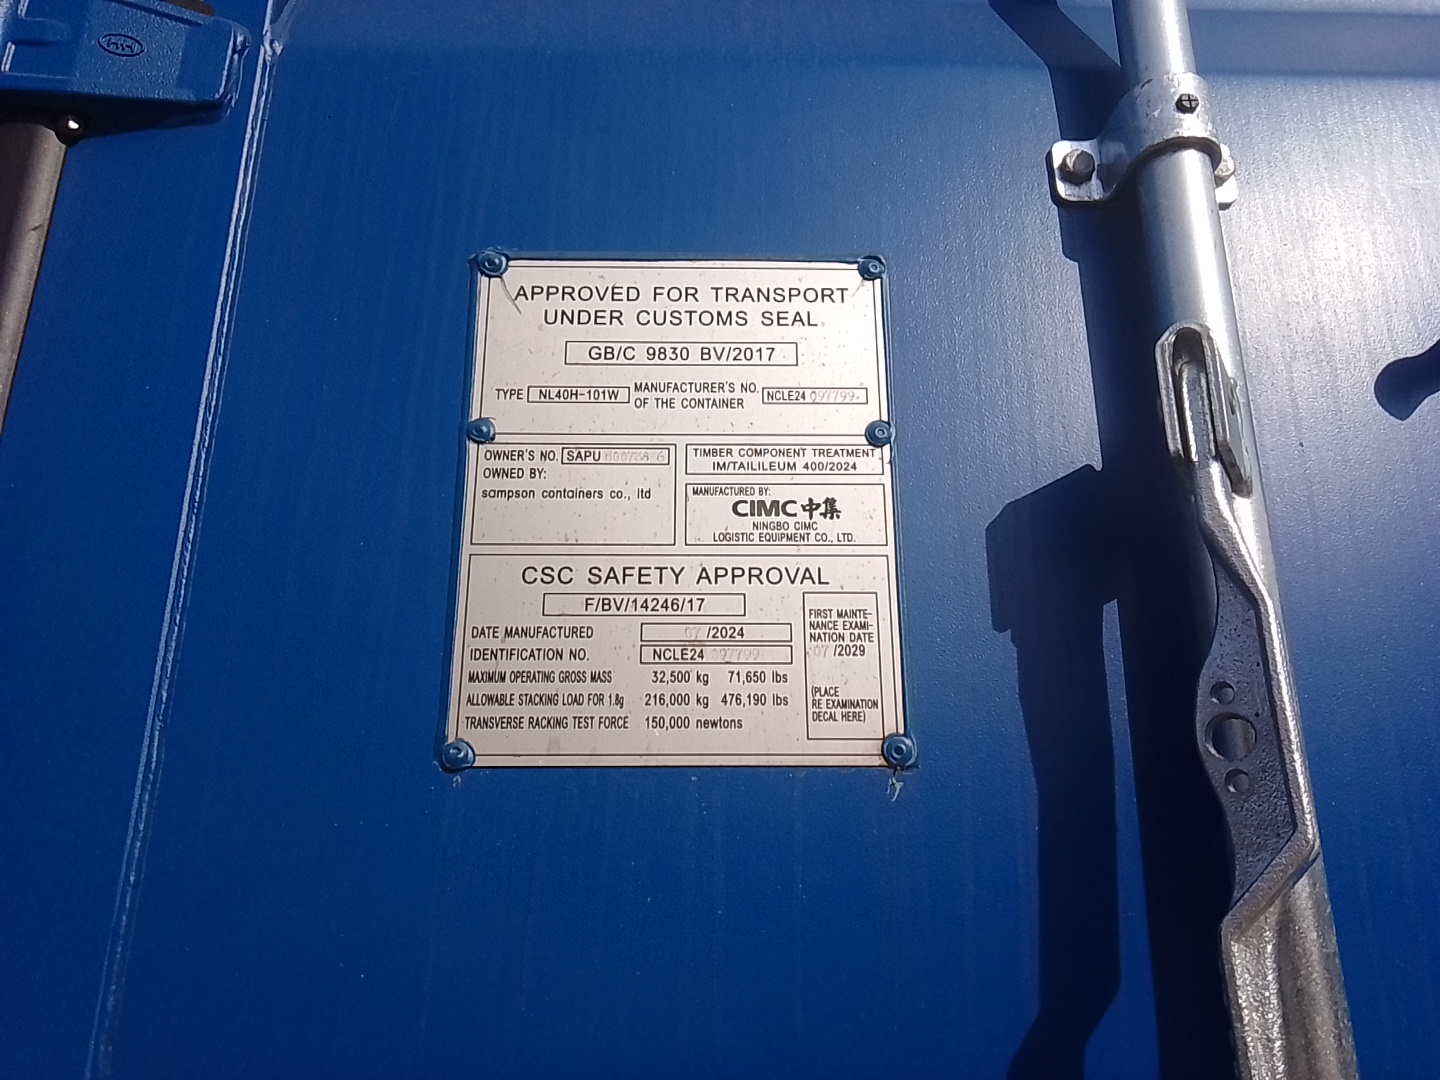 APPROVED FOR TRANSPORT
UNDER CUSTOMS SEAL
GB/C 9830 BV/2017
TYPE NL40H-101W MANUFACTURER'S NO. OF THE CONTAINER NCLE24 097799
OWNER'S NO. SAPU
OWNED BY:
sampson containers co., ltd
TIMBER COMPONENT TREATMENT
IM/TAILILEUM 400/2024
MANUFACTURED BY:
CIMC 中集
NINGBO CIMC
LOGISTIC EQUIPMENT CO., LTD.
CSC SAFETY APPROVAL
F/BV/14246/17
DATE MANUFACTURED 07 /2024
IDENTIFICATION NO. NCLE24 097799
MAXIMUM OPERATING GROSS MASS 32,500 kg 71,650 lbs
ALLOWABLE STACKING LOAD FOR 1.8g 216,000 kg 476,190 lbs
TRANSVERSE RACKING TEST FORCE 150,000 newtons
FIRST MAINTE-
NANCE EXAMI-
NATION DATE
07 /2029
(PLACE
RE EXAMINATION
DECAL HERE)